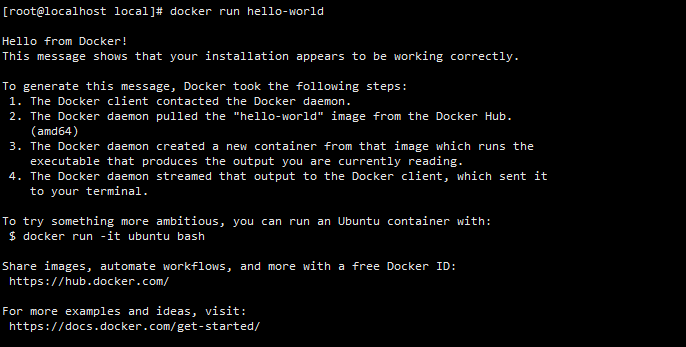 [root@localhost local]# docker run hello-world
Hello from Docker!
This message shows that your installation appears to be working correctly.
To generate this message, Docker took the following steps:
1. The Docker client contacted the Docker daemon.
2. The Docker daemon pulled the "hello-world" image from the Docker Hub.
(amd64)
3. The Docker daemon created a new container from that image which runs the
executable that produces the output you are currently reading.
4. The Docker daemon streamed that output to the Docker client, which sent it
to your terminal.
To try something more ambitious, you can run an Ubuntu container with:
$ docker run -it ubuntu bash
Share images, automate workflows, and more with a free Docker ID:
https://hub.docker.com/
For more examples and ideas, visit:
https://docs.docker.com/get-started/